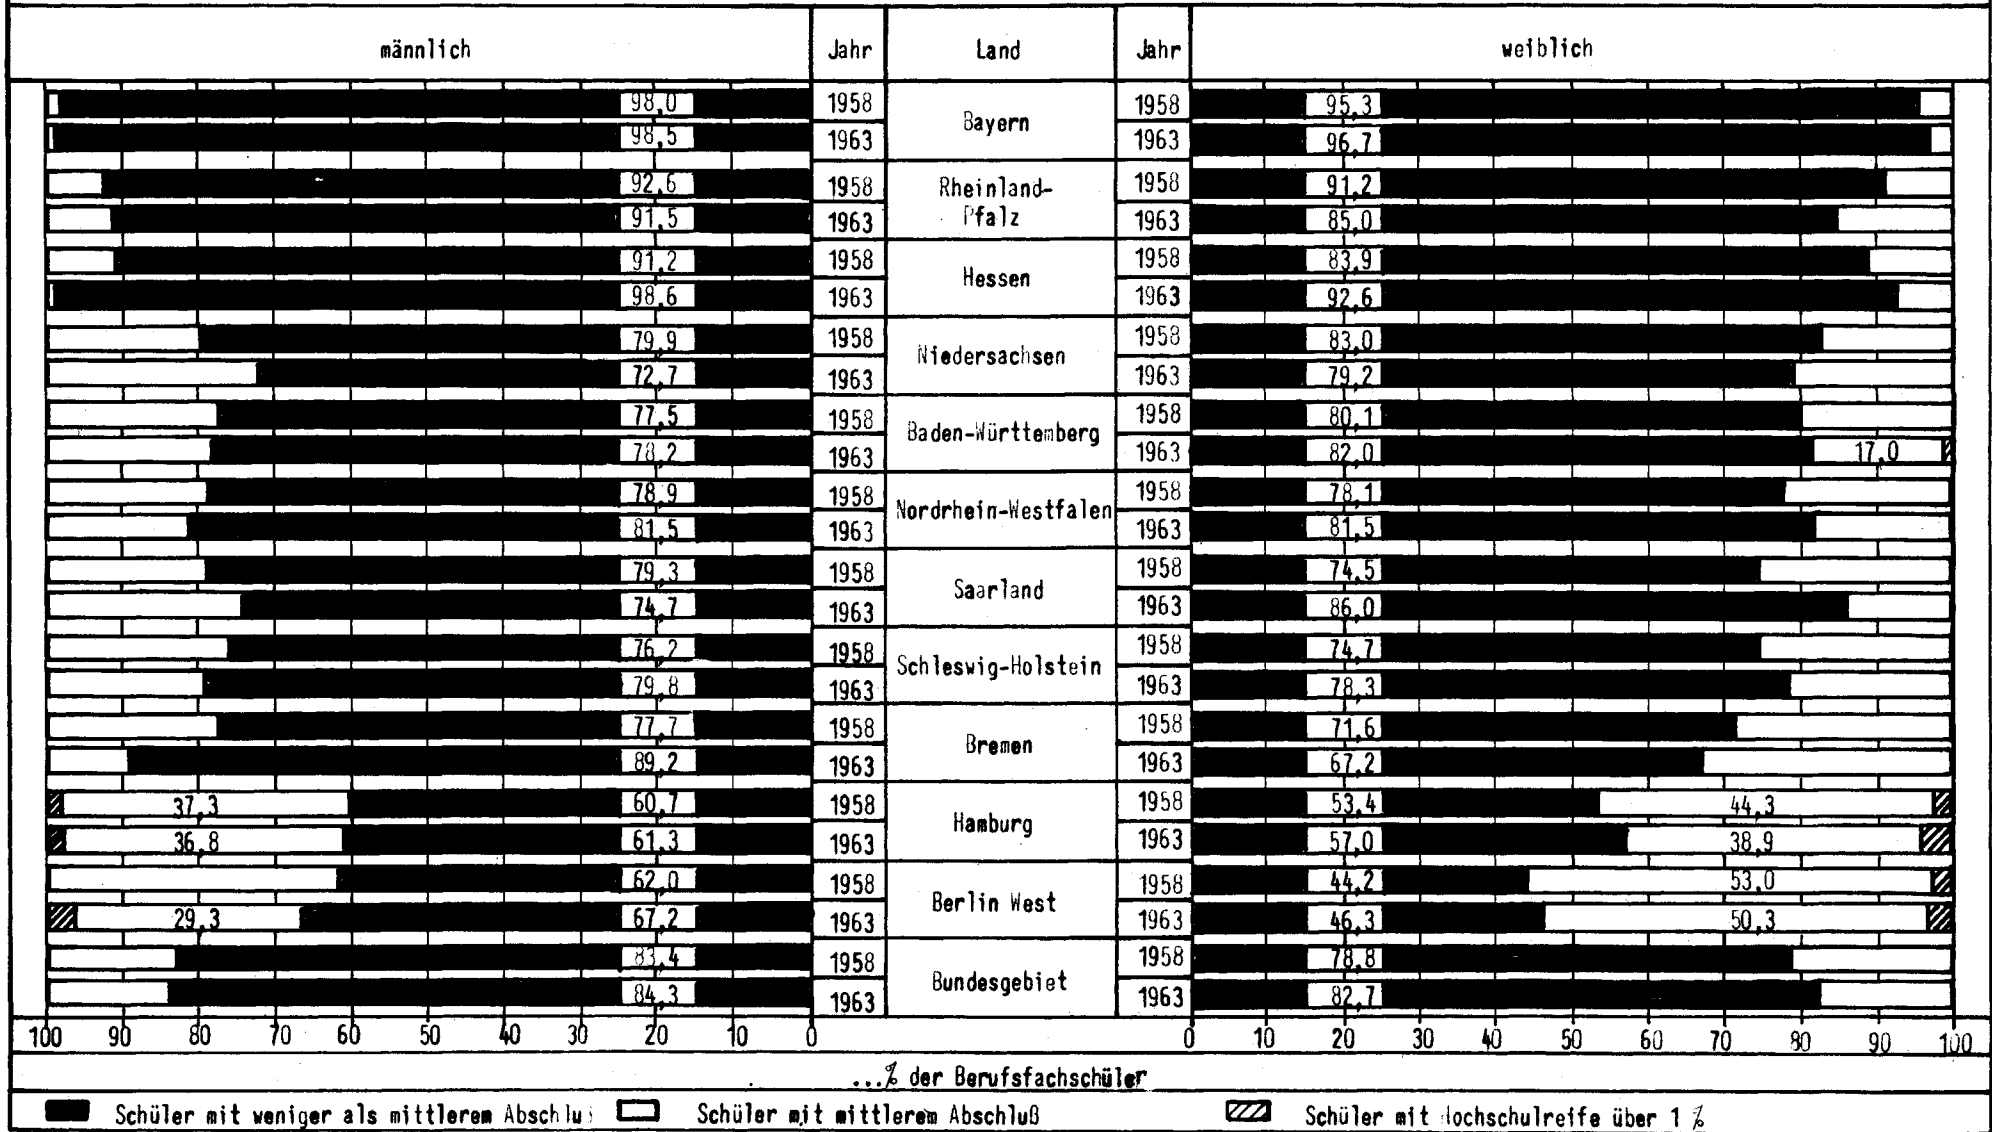 männlich Jahr Land Jahr weiblich
98,0 1958 Bayern 1958 95,3
98,5 1963 1963 96,7
92,6 1958 Rheinland- 1958 91,2
91,5 1963 Pfalz 1963 85,0
91,2 1958 Hessen 1958 83,9
98,6 1963 1963 92,6
79,9 1958 Niedersachsen 1958 83,0
72,7 1963 1963 79,2
77,5 1958 Baden-Württemberg 1958 80,1
78,2 1963 1963 82,0 17,0
78,9 1958 Nordrhein-Westfalen 1958 78,1
81,5 1963 1963 81,5
79,3 1958 Saarland 1958 74,5
74,7 1963 1963 86,0
76,2 1958 Schleswig-Holstein 1958 74,7
79,8 1963 1963 78,3
77,7 1958 Bremen 1958 71,6
89,2 1963 1963 67,2
37,3 60,7 1958 Hamburg 1958 53,4 44,3
36,8 61,3 1963 1963 57,0 38,9
62,0 1958 Berlin West 1958 44,2 53,0
29,3 67,2 1963 1963 46,3 50,3
83,4 1958 Bundesgebiet 1958 78,8
84,3 1963 1963 82,7
100 90 80 70 60 50 40 30 20 10 0 0 10 20 30 40 50 60 70 80 90 100
...% der Berufsfachschüler
Schüler mit weniger als mittlerem Abschluß Schüler mit mittlerem Abschluß Schüler mit Hochschulreife über 1 %